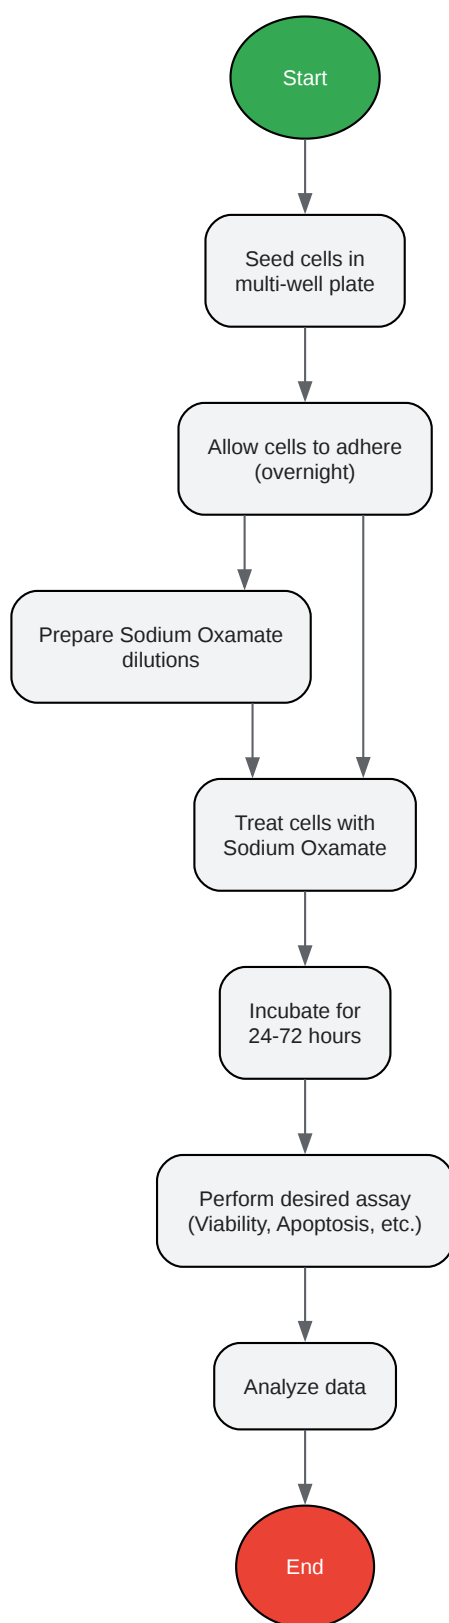 Start
Seed cells in
multi-well plate
Allow cells to adhere
(overnight)
Prepare Sodium Oxamate
dilutions
Treat cells with
Sodium Oxamate
Incubate for
24-72 hours
Perform desired assay
(Viability, Apoptosis, etc.)
Analyze data
End